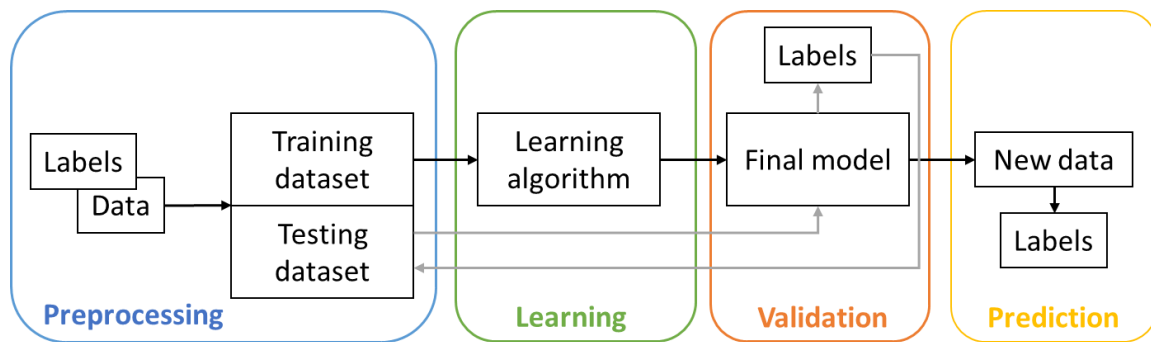 Labels
Data
Training
dataset
Testing
dataset
Preprocessing
Learning
algorithm
Learning
Labels
Final model
Validation
New data
Labels
Prediction